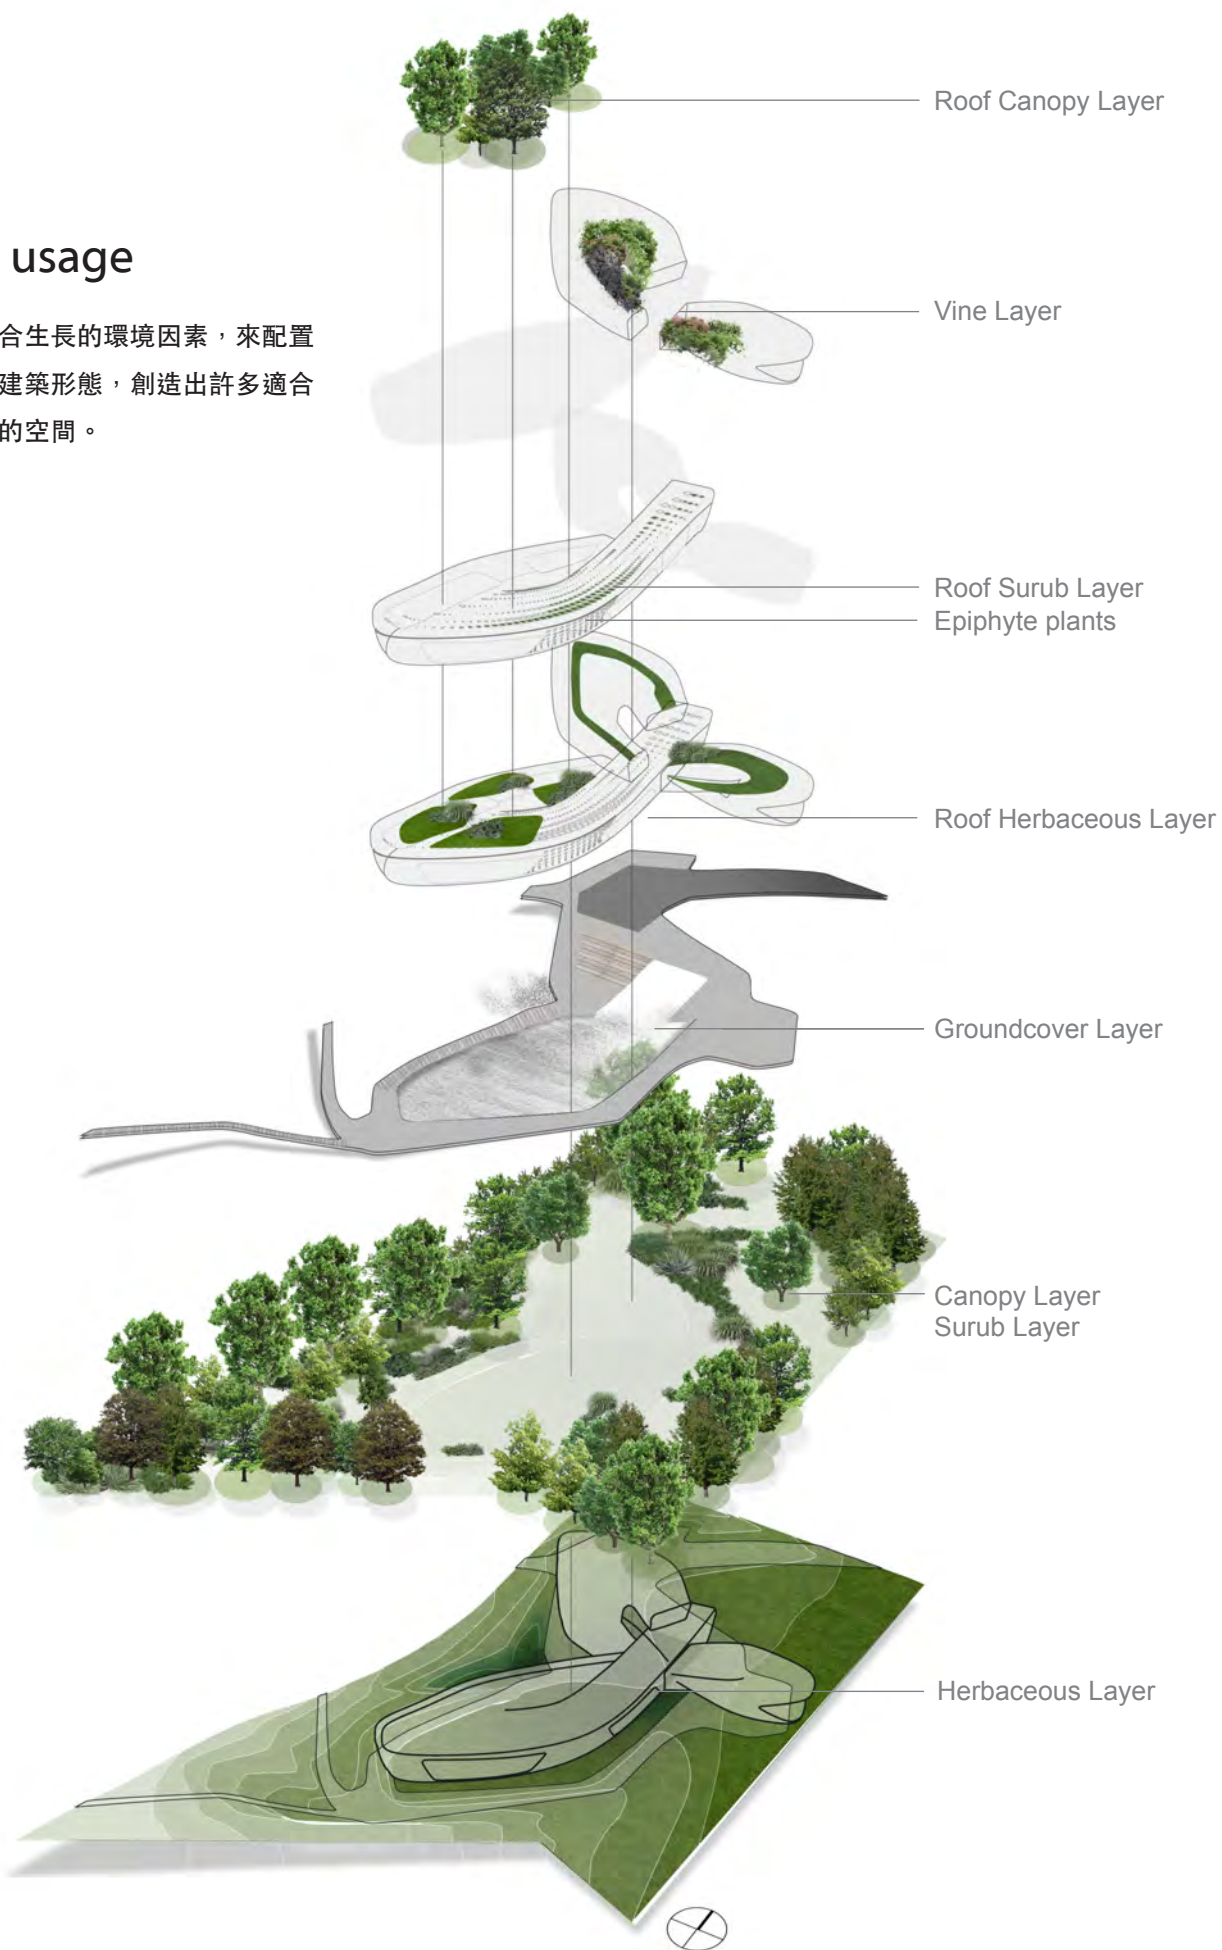 Roof Canopy Layer
usage
合生長的環境因素，來配置
建築形態，創造出許多適合
的空間。
Vine Layer
Roof Surub Layer
Epiphyte plants
Roof Herbaceous Layer
Groundcover Layer
Canopy Layer
Surub Layer
Herbaceous Layer